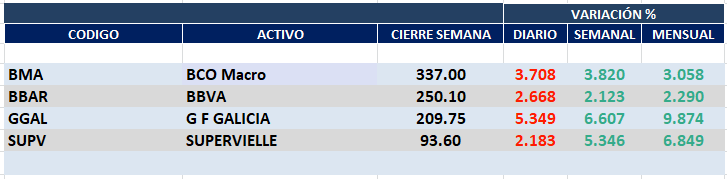 VARIACIÓN %
CODIGO ACTIVO CIERRE SEMANA DIARIO SEMANAL MENSUAL
BMA BCO Macro 337.00 3.708 3.820 3.058
BBAR BBVA 250.10 2.668 2.123 2.290
GGAL G F GALICIA 209.75 5.349 6.607 9.874
SUPV SUPERVIELLE 93.60 2.183 5.346 6.849